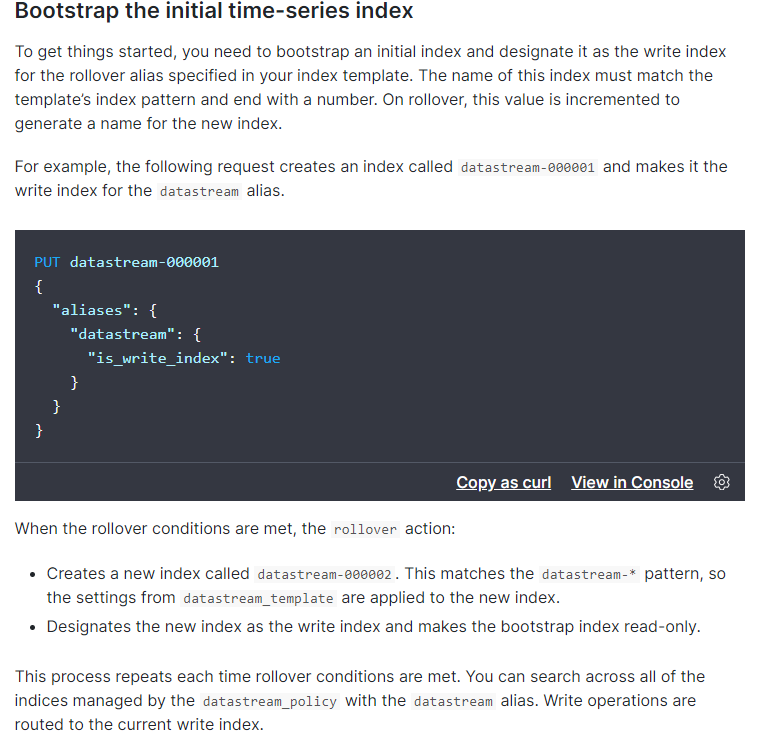 Bootstrap the initial time-series index
To get things started, you need to bootstrap an initial index and designate it as the write index
for the rollover alias specified in your index template. The name of this index must match the
template’s index pattern and end with a number. On rollover, this value is incremented to
generate a name for the new index.
For example, the following request creates an index called datastream-000001 and makes it the
write index for the datastream alias.
PUT datastream-000001
{
  "aliases": {
    "datastream": {
      "is_write_index": true
    }
  }
}
Copy as curl View in Console
When the rollover conditions are met, the rollover action:
• Creates a new index called datastream-000002. This matches the datastream-* pattern, so
the settings from datastream_template are applied to the new index.
• Designates the new index as the write index and makes the bootstrap index read-only.
This process repeats each time rollover conditions are met. You can search across all of the
indices managed by the datastream_policy with the datastream alias. Write operations are
routed to the current write index.